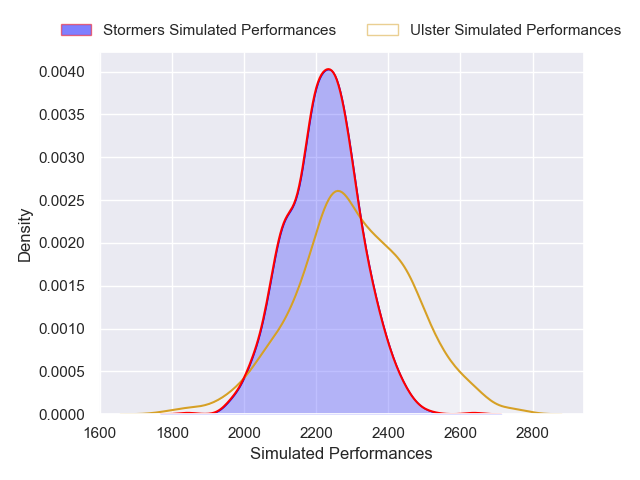 Stormers Simulated Performances
Ulster Simulated Performances
0.0040
0.0035
0.0030
0.0025
0.0020
0.0015
0.0010
0.0005
0.0000
Density
1600 1800 2000 2200 2400 2600 2800
Simulated Performances